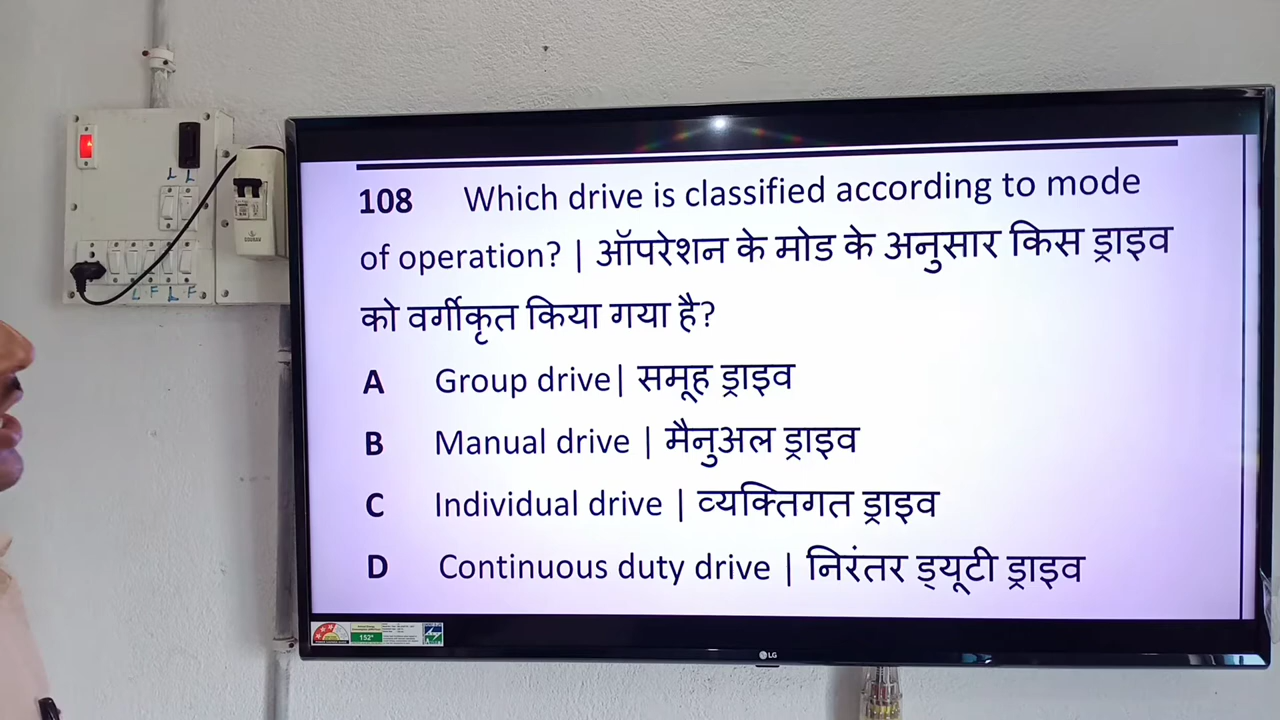 108 Which drive is classified according to mode
of operation? | ऑपरेशन के मोड के अनुसार किस ड्राइव
को वर्गीकृत किया गया है?
A Group drive| समूह ड्राइव
B Manual drive | मैनुअल ड्राइव
C Individual drive | व्यक्तिगत ड्राइव
D Continuous duty drive | निरंतर ड्यूटी ड्राइव
152*
LG
L L
L F L F